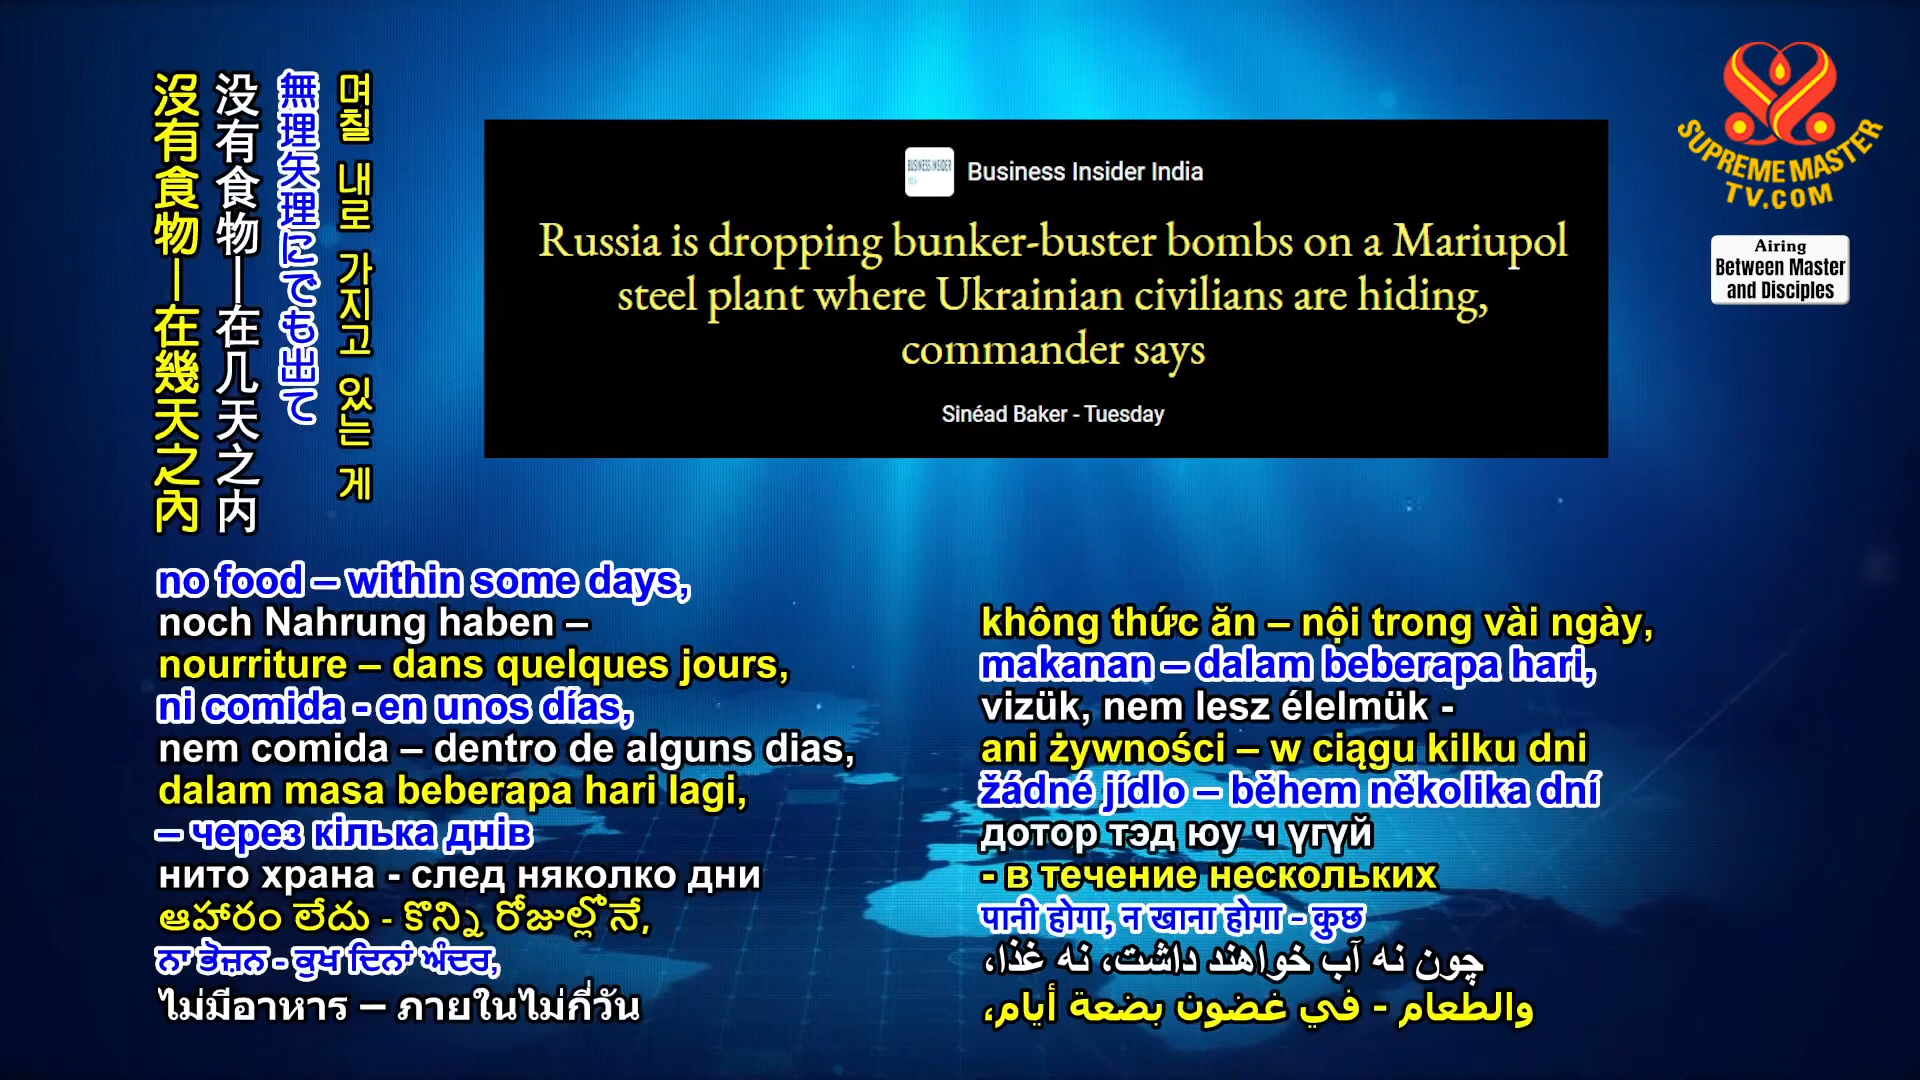 沒有食物—在幾天之內
没有食物—在几天之内
無理矢理にでも出て
며칠 내로 가지고 있는 게
Business Insider India
Russia is dropping bunker-buster bombs on a Mariupol
steel plant where Ukrainian civilians are hiding,
commander says
Sinéad Baker - Tuesday
SUPREME MASTER
TV.COM
Airing
Between Master
and Disciples
no food – within some days,
noch Nahrung haben –
nourriture – dans quelques jours,
ni comida - en unos días,
nem comida – dentro de alguns dias,
dalam masa beberapa hari lagi,
– через кілька днів
нито храна - след няколко дни
ఆహారం లేదు - కొన్ని రోజుల్లోనే,
ਨਾ ਭੋਜ਼ਨ - ਕੁਖ ਦਿਨਾਂ ਅੰਦਰ,
ไม่มีอาหาร – ภายในไม่กี่วัน
không thức ăn – nội trong vài ngày,
makanan – dalam beberapa hari,
vizük, nem lesz élelmük -
ani żywności – w ciągu kilku dni
žádné jídlo – během několika dní
дотор тэд юу ч үгүй
- в течение нескольких
पानी होगा, न खाना होगा - कुछ
چون نه آب خواهند داشت، نه غذا،
والطعام - في غضون بضعة أيام،